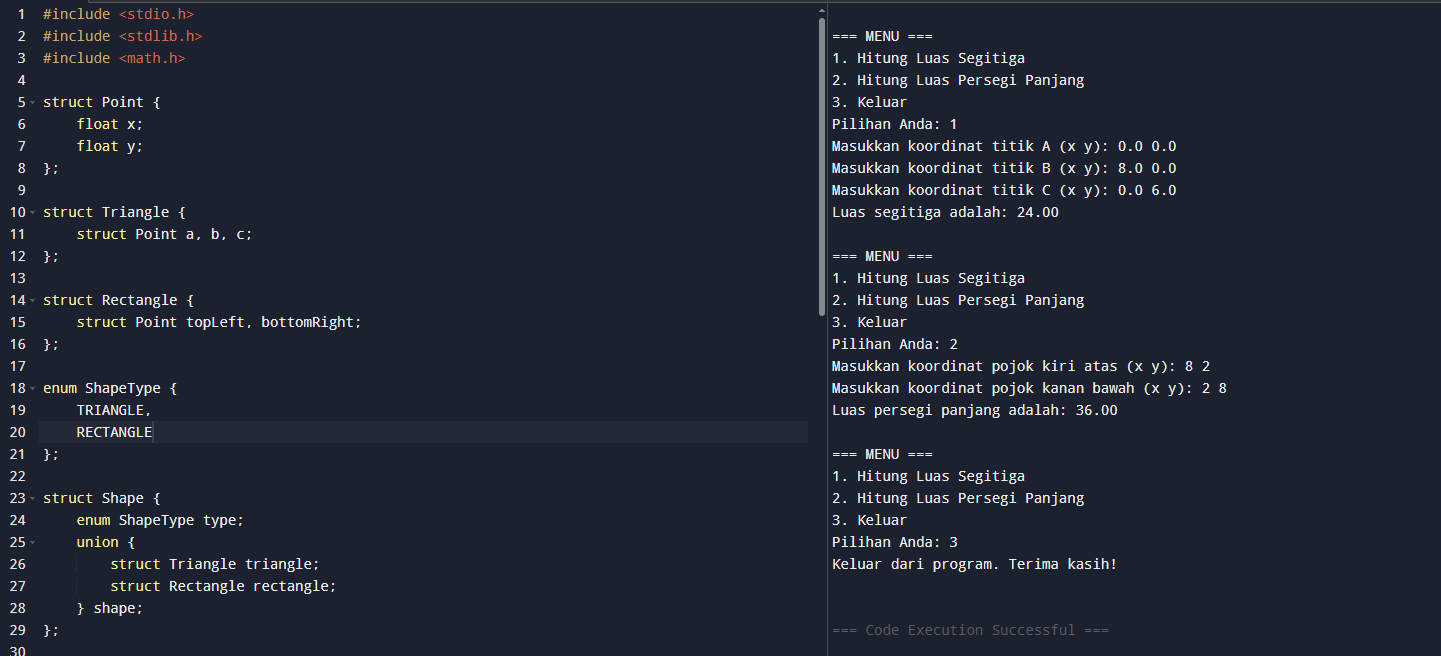 1 #include <stdio.h>
2 #include <stdlib.h>
3 #include <math.h>
4
5 struct Point {
6     float x;
7     float y;
8 };
9
10 struct Triangle {
11     struct Point a, b, c;
12 };
13
14 struct Rectangle {
15     struct Point topLeft, bottomRight;
16 };
17
18 enum ShapeType {
19     TRIANGLE,
20     RECTANGLE
21 };
22
23 struct Shape {
24     enum ShapeType type;
25     union {
26         struct Triangle triangle;
27         struct Rectangle rectangle;
28     } shape;
29 };
30
=== MENU ===
1. Hitung Luas Segitiga
2. Hitung Luas Persegi Panjang
3. Keluar
Pilihan Anda: 1
Masukkan koordinat titik A (x y): 0.0 0.0
Masukkan koordinat titik B (x y): 8.0 0.0
Masukkan koordinat titik C (x y): 0.0 6.0
Luas segitiga adalah: 24.00

=== MENU ===
1. Hitung Luas Segitiga
2. Hitung Luas Persegi Panjang
3. Keluar
Pilihan Anda: 2
Masukkan koordinat pojok kiri atas (x y): 8 2
Masukkan koordinat pojok kanan bawah (x y): 2 8
Luas persegi panjang adalah: 36.00

=== MENU ===
1. Hitung Luas Segitiga
2. Hitung Luas Persegi Panjang
3. Keluar
Pilihan Anda: 3
Keluar dari program. Terima kasih!

=== Code Execution Successful ===